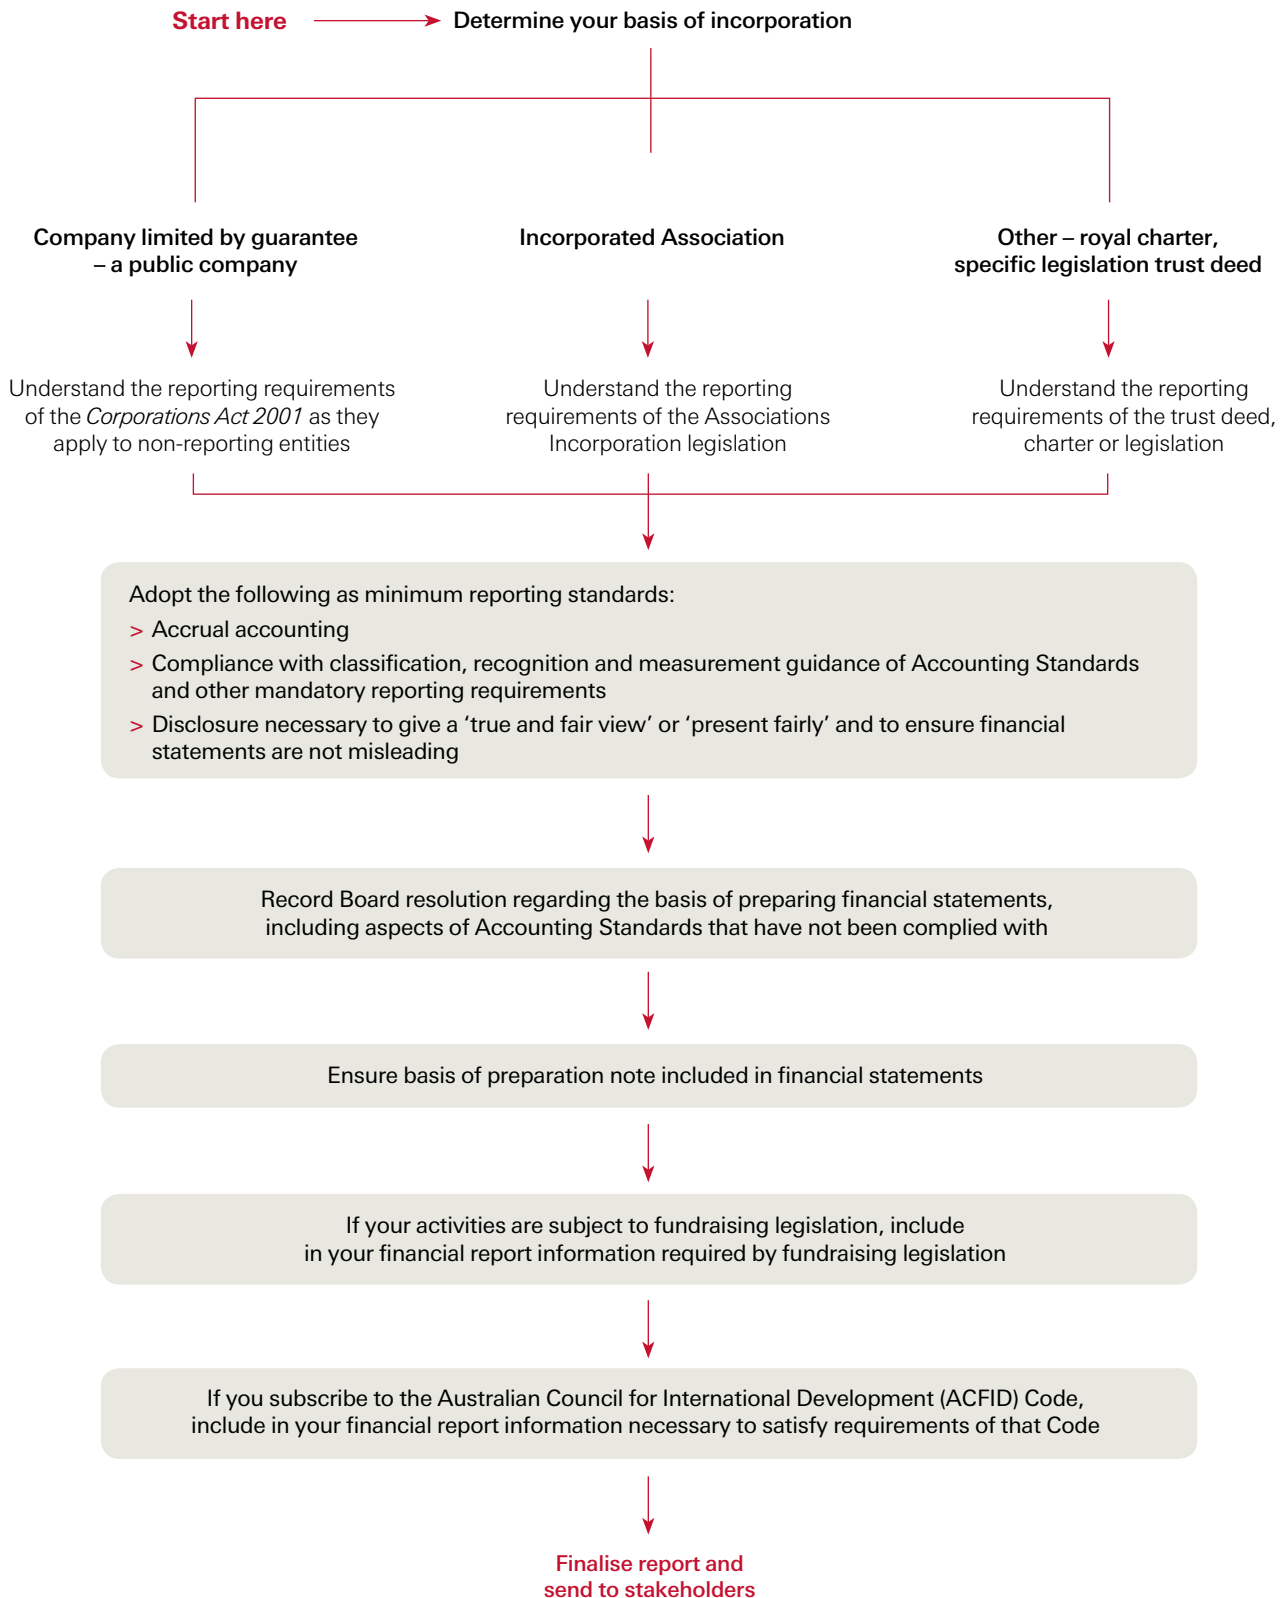 Start here
Determine your basis of incorporation
Company limited by guarantee
– a public company
Incorporated Association
Other – royal charter,
specific legislation trust deed
Understand the reporting requirements
of the Corporations Act 2001 as they
apply to non-reporting entities
Understand the reporting
requirements of the Associations
Incorporation legislation
Understand the reporting
requirements of the trust deed,
charter or legislation
Adopt the following as minimum reporting standards:
> Accrual accounting
> Compliance with classification, recognition and measurement guidance of Accounting Standards
and other mandatory reporting requirements
> Disclosure necessary to give a ‘true and fair view’ or ‘present fairly’ and to ensure financial
statements are not misleading
Record Board resolution regarding the basis of preparing financial statements,
including aspects of Accounting Standards that have not been complied with
Ensure basis of preparation note included in financial statements
If your activities are subject to fundraising legislation, include
in your financial report information required by fundraising legislation
If you subscribe to the Australian Council for International Development (ACFID) Code,
include in your financial report information necessary to satisfy requirements of that Code
Finalise report and
send to stakeholders